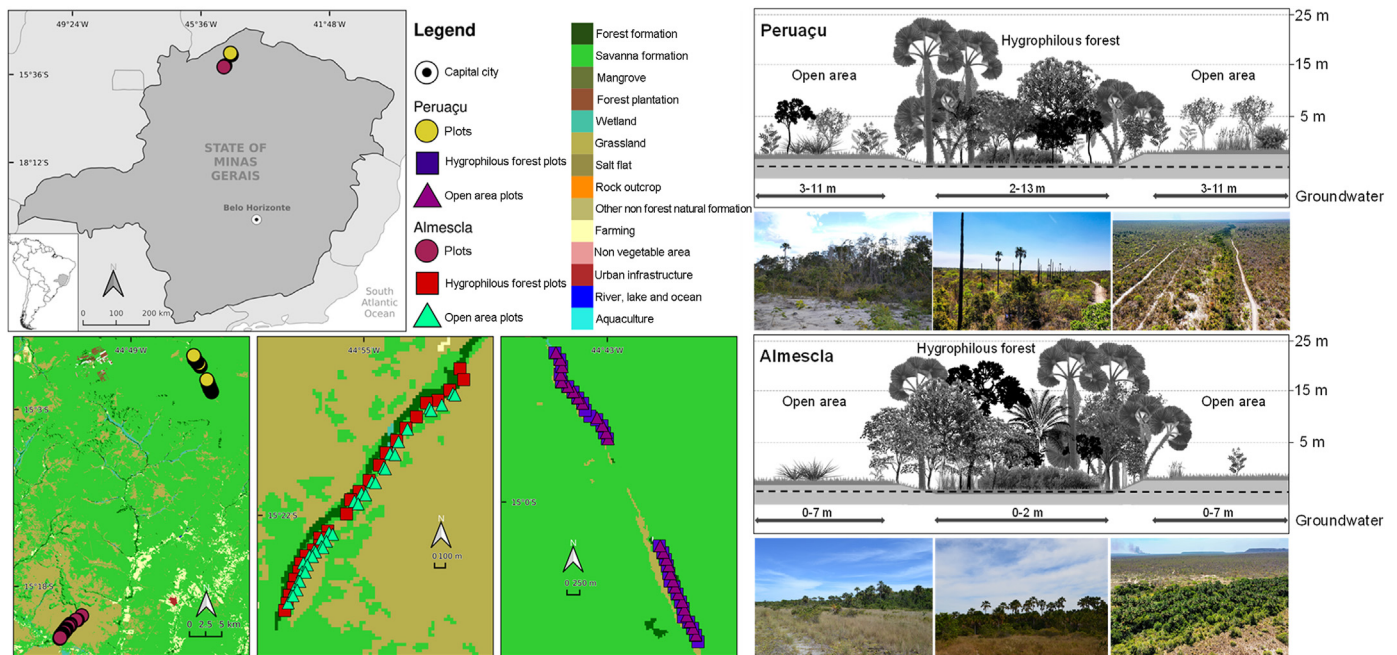 49°24'W
45°36'W
41°48'W
15°36'S
18°12'S
STATE OF
MINAS
GERAIS
Belo Horizonte
N
0 100 200 km
South
Atlantic
Ocean
Legend
Capital city
Peruaçu
Plots
Hygrophilous forest plots
Open area plots
Almescla
Plots
Hygrophilous forest plots
Open area plots
Forest formation
Savanna formation
Mangrove
Forest plantation
Wetland
Grassland
Salt flat
Rock outcrop
Other non forest natural formation
Farming
Non vegetable area
Urban infrastructure
River, lake and ocean
Aquaculture
44°49'W
15°3'S
15°18'S
N
0 2.5 5 km
44°55'W
15°22'S
N
0 100 m
44°43'W
15°0'S
N
0 250 m
Peruaçu
Hygrophilous forest
Open area
Open area
25 m
15 m
5 m
3-11 m
2-13 m
3-11 m
Groundwater
Almescla
Hygrophilous forest
Open area
Open area
25 m
15 m
5 m
0-7 m
0-2 m
0-7 m
Groundwater